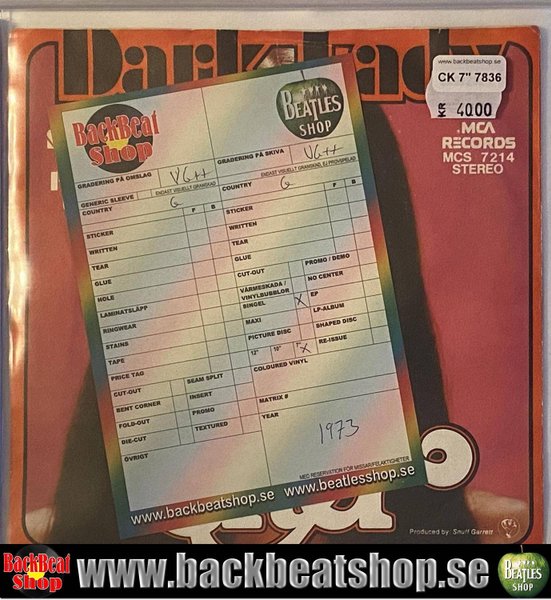 Dark Lady
www.backbeatshop.se
CK 7" 7836
KR 40.00
MCA
RECORDS
MCS 7214
STEREO
BackBeat
Shop
BEATLES
SHOP
GRADERING PÅ OMSLAG VG++
GRADERING PÅ SKIVA VG++
ENDAST VISUELLT GRANSKAD
ENDAST VISUELLT GRANSKAD, EJ PROVSPELAD
GENERIC SLEEVE
COUNTRY G
F B
STICKER
WRITTEN
TEAR
GLUE
HOLE
LAMINATSLÄPP
RINGWEAR
STAINS
TAPE
PRICE TAG
CUT-OUT
SEAM SPLIT
BENT CORNER
INSERT
FOLD-OUT
PROMO
DIE-CUT
TEXTURED
ÖVRIGT
COUNTRY G
F B
STICKER
WRITTEN
TEAR
GLUE
CUT-OUT
PROMO / DEMO
VÄRMESKADA /
VINYLBUBBLOR
NO CENTER
SINGEL X
EP
MAXI
LP-ALBUM
PICTURE DISC
SHAPED DISC
12" 10" 7" X
RE-ISSUE
COLOURED VINYL
MATRIX #
YEAR
1973
MED RESERVATION FÖR MISSAR/FELAKTIGHETER
www.backbeatshop.se www.beatlesshop.se
Produced by: Snuff Garrett
BackBeat
Shop
www.backbeatshop.se
BEATLES
SHOP